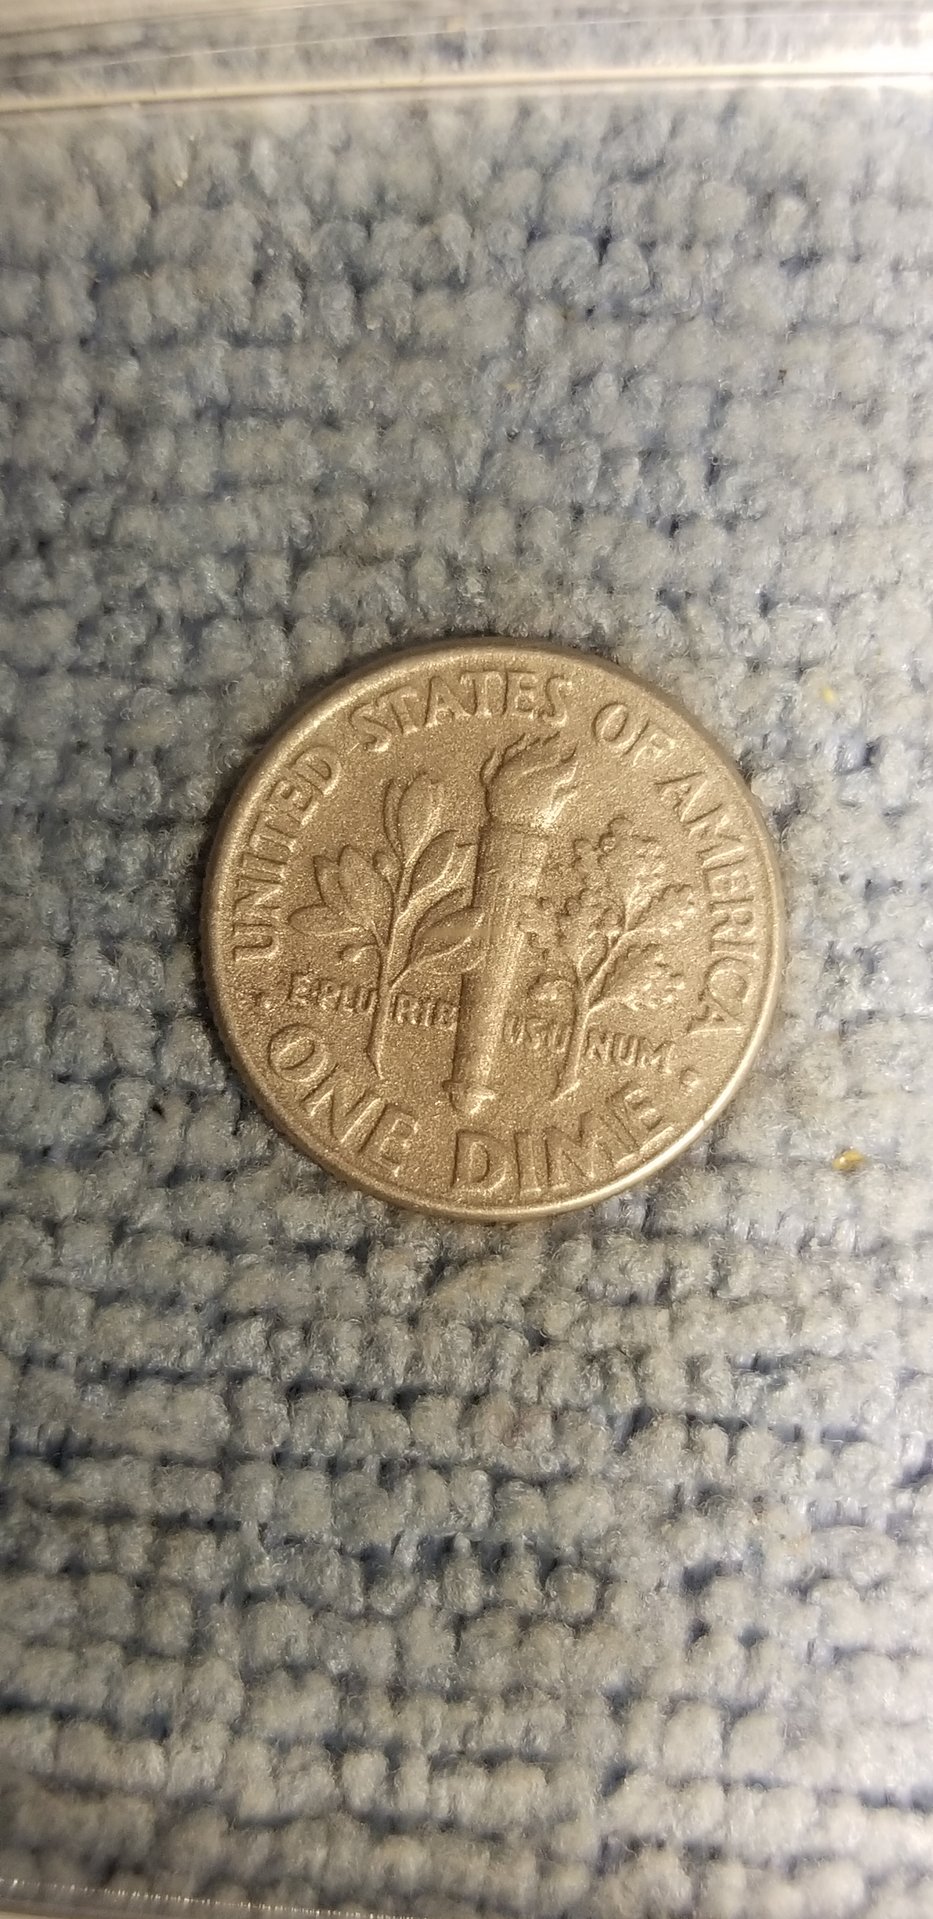 UNITED STATES OF AMERICA
E PLURIBUS UNUM
· ONE DIME ·